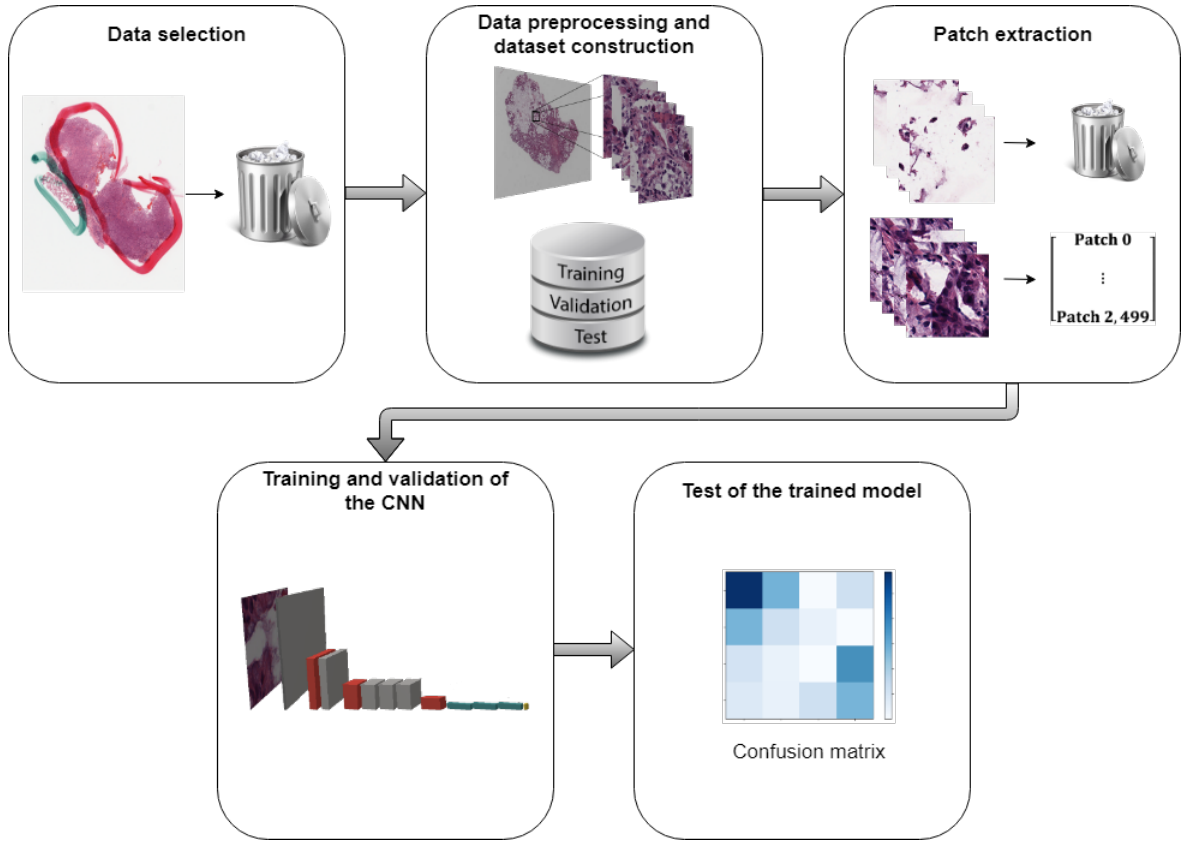 Data selection
Data preprocessing and
dataset construction
Training
Validation
Test
Patch extraction
Patch 0
⋮
Patch 2,499
Training and validation of
the CNN
Test of the trained model
Confusion matrix